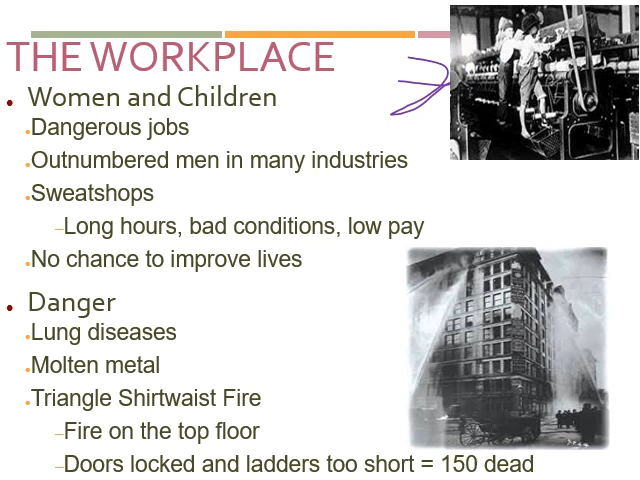 THE WORKPLACE
• Women and Children
• Dangerous jobs
• Outnumbered men in many industries
• Sweatshops
–Long hours, bad conditions, low pay
• No chance to improve lives
• Danger
• Lung diseases
• Molten metal
• Triangle Shirtwaist Fire
–Fire on the top floor
–Doors locked and ladders too short = 150 dead